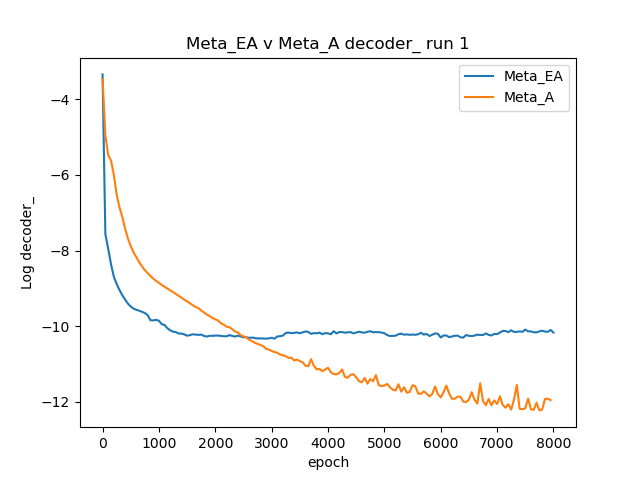 Meta_EA v Meta_A decoder_ run 1
Meta_EA
Meta_A
Log decoder_
−4
−6
−8
−10
−12
0 1000 2000 3000 4000 5000 6000 7000 8000
epoch